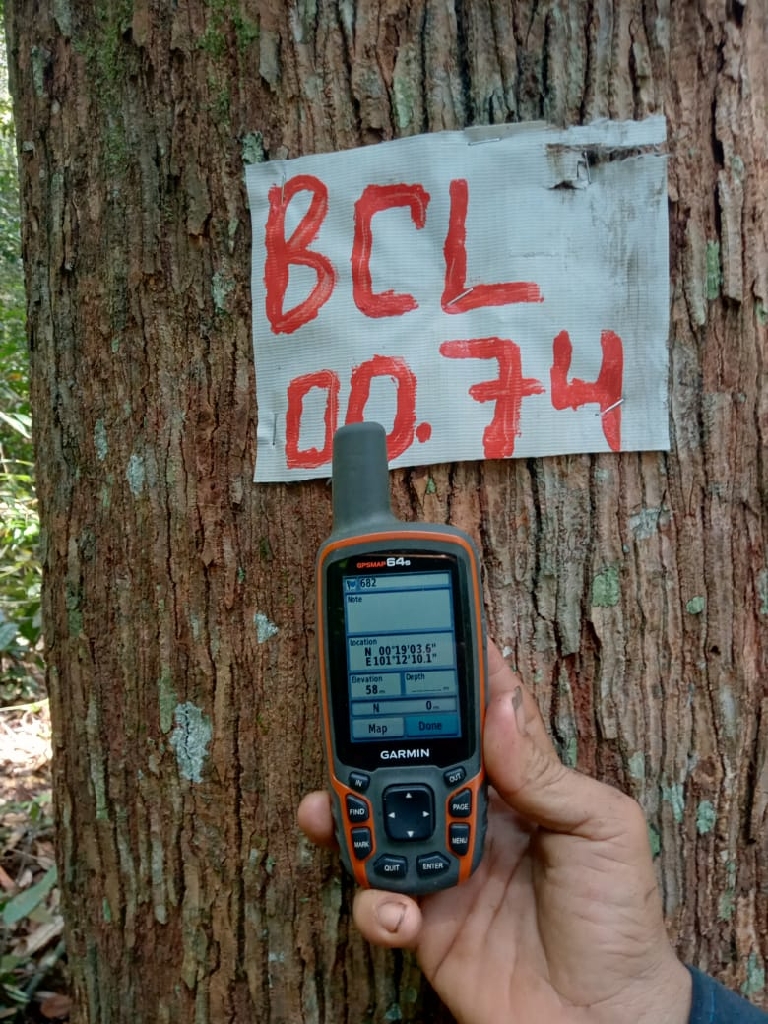 BCL
00.74
GPSMAP 64s
682
Note
Location
N 00°19'03.6"
E101°12'10.1"
Elevation Depth
58m
N 0m
Map Done
GARMIN
IN OUT
FIND PAGE
MARK MENU
QUIT ENTER